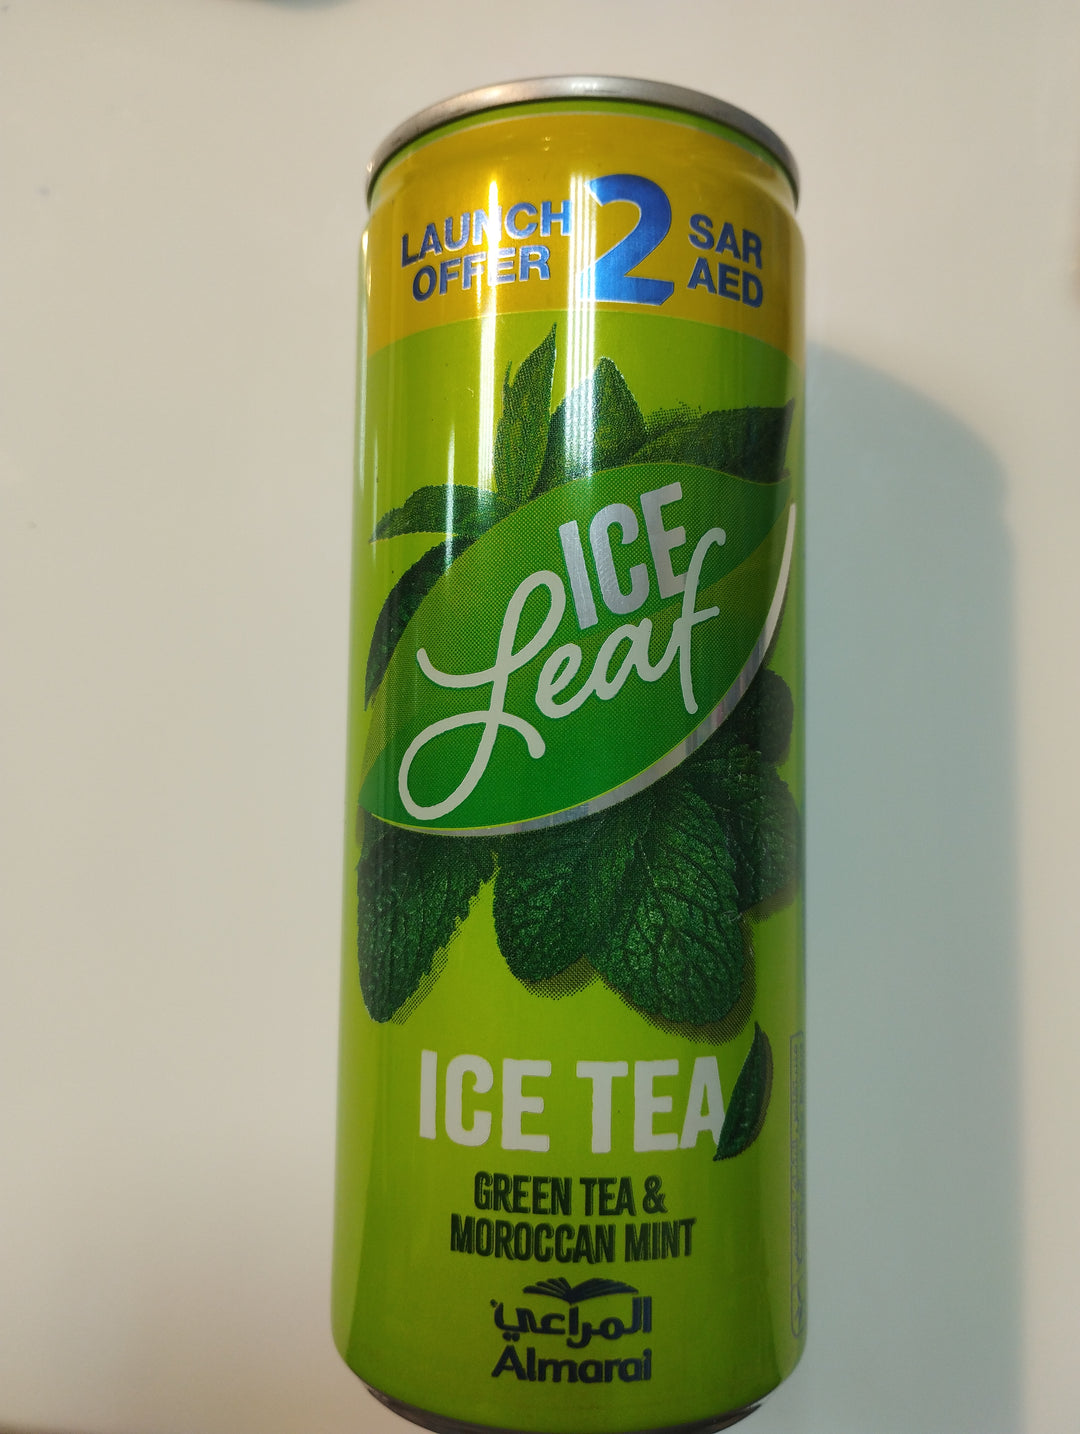 LAUNCH OFFER 2 SAR AED
ICE
Leaf
ICE TEA
GREEN TEA &
MOROCCAN MINT
المراعي
Almarai